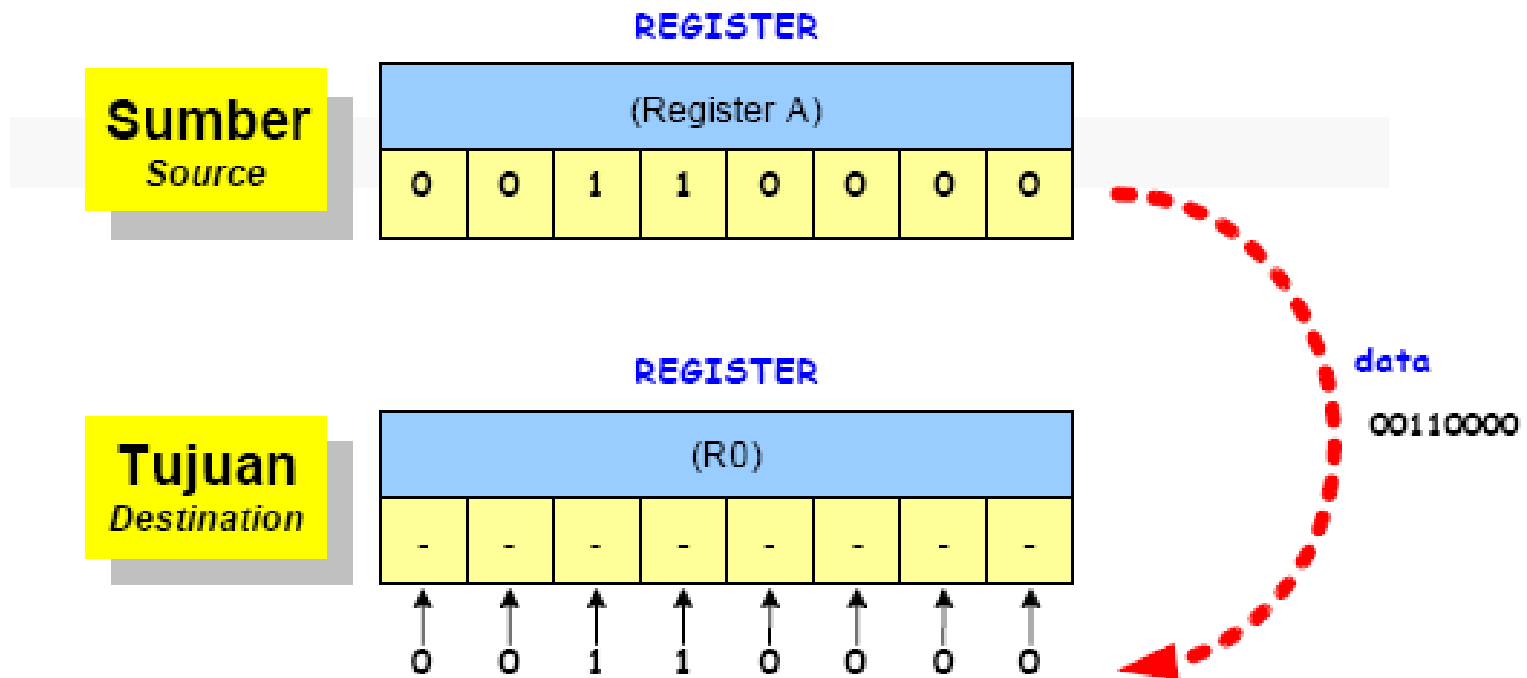 REGISTER
Sumber
Source
(Register A)
0 0 1 1 0 0 0 0
REGISTER
data
00110000
Tujuan
Destination
(R0)
- - - - - - - -
0 0 1 1 0 0 0 0